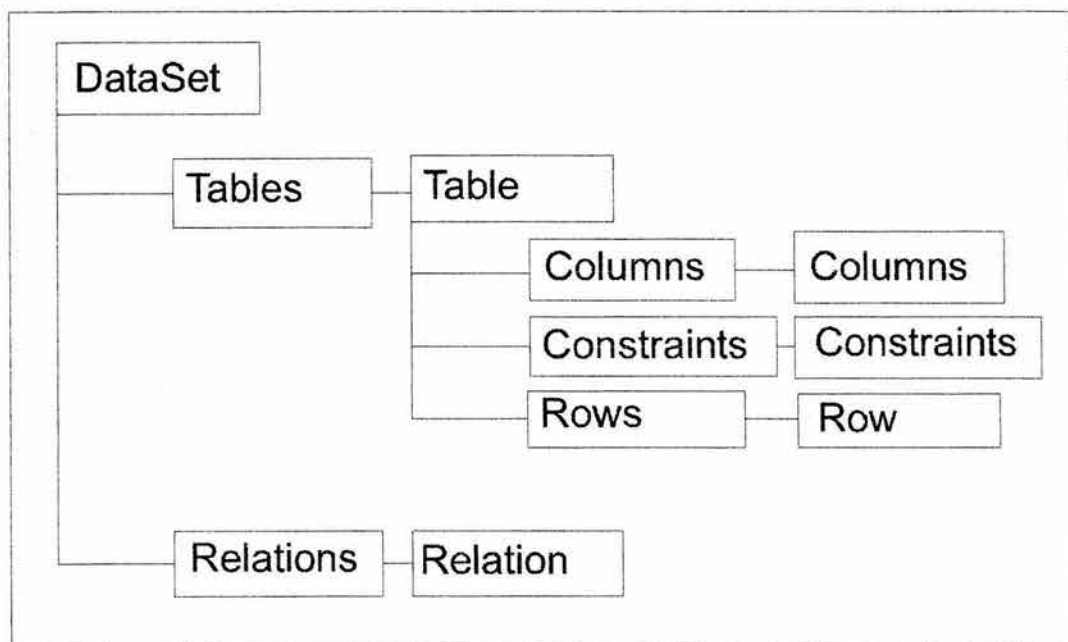 DataSet
Tables Table
Columns Columns
Constraints Constraints
Rows Row
Relations Relation